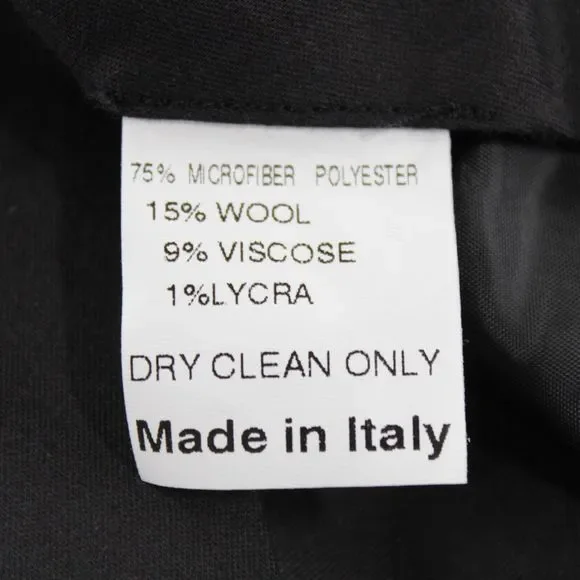 75% MICROFIBER POLYESTER
15% WOOL
9% VISCOSE
1%LYCRA
DRY CLEAN ONLY
Made in Italy